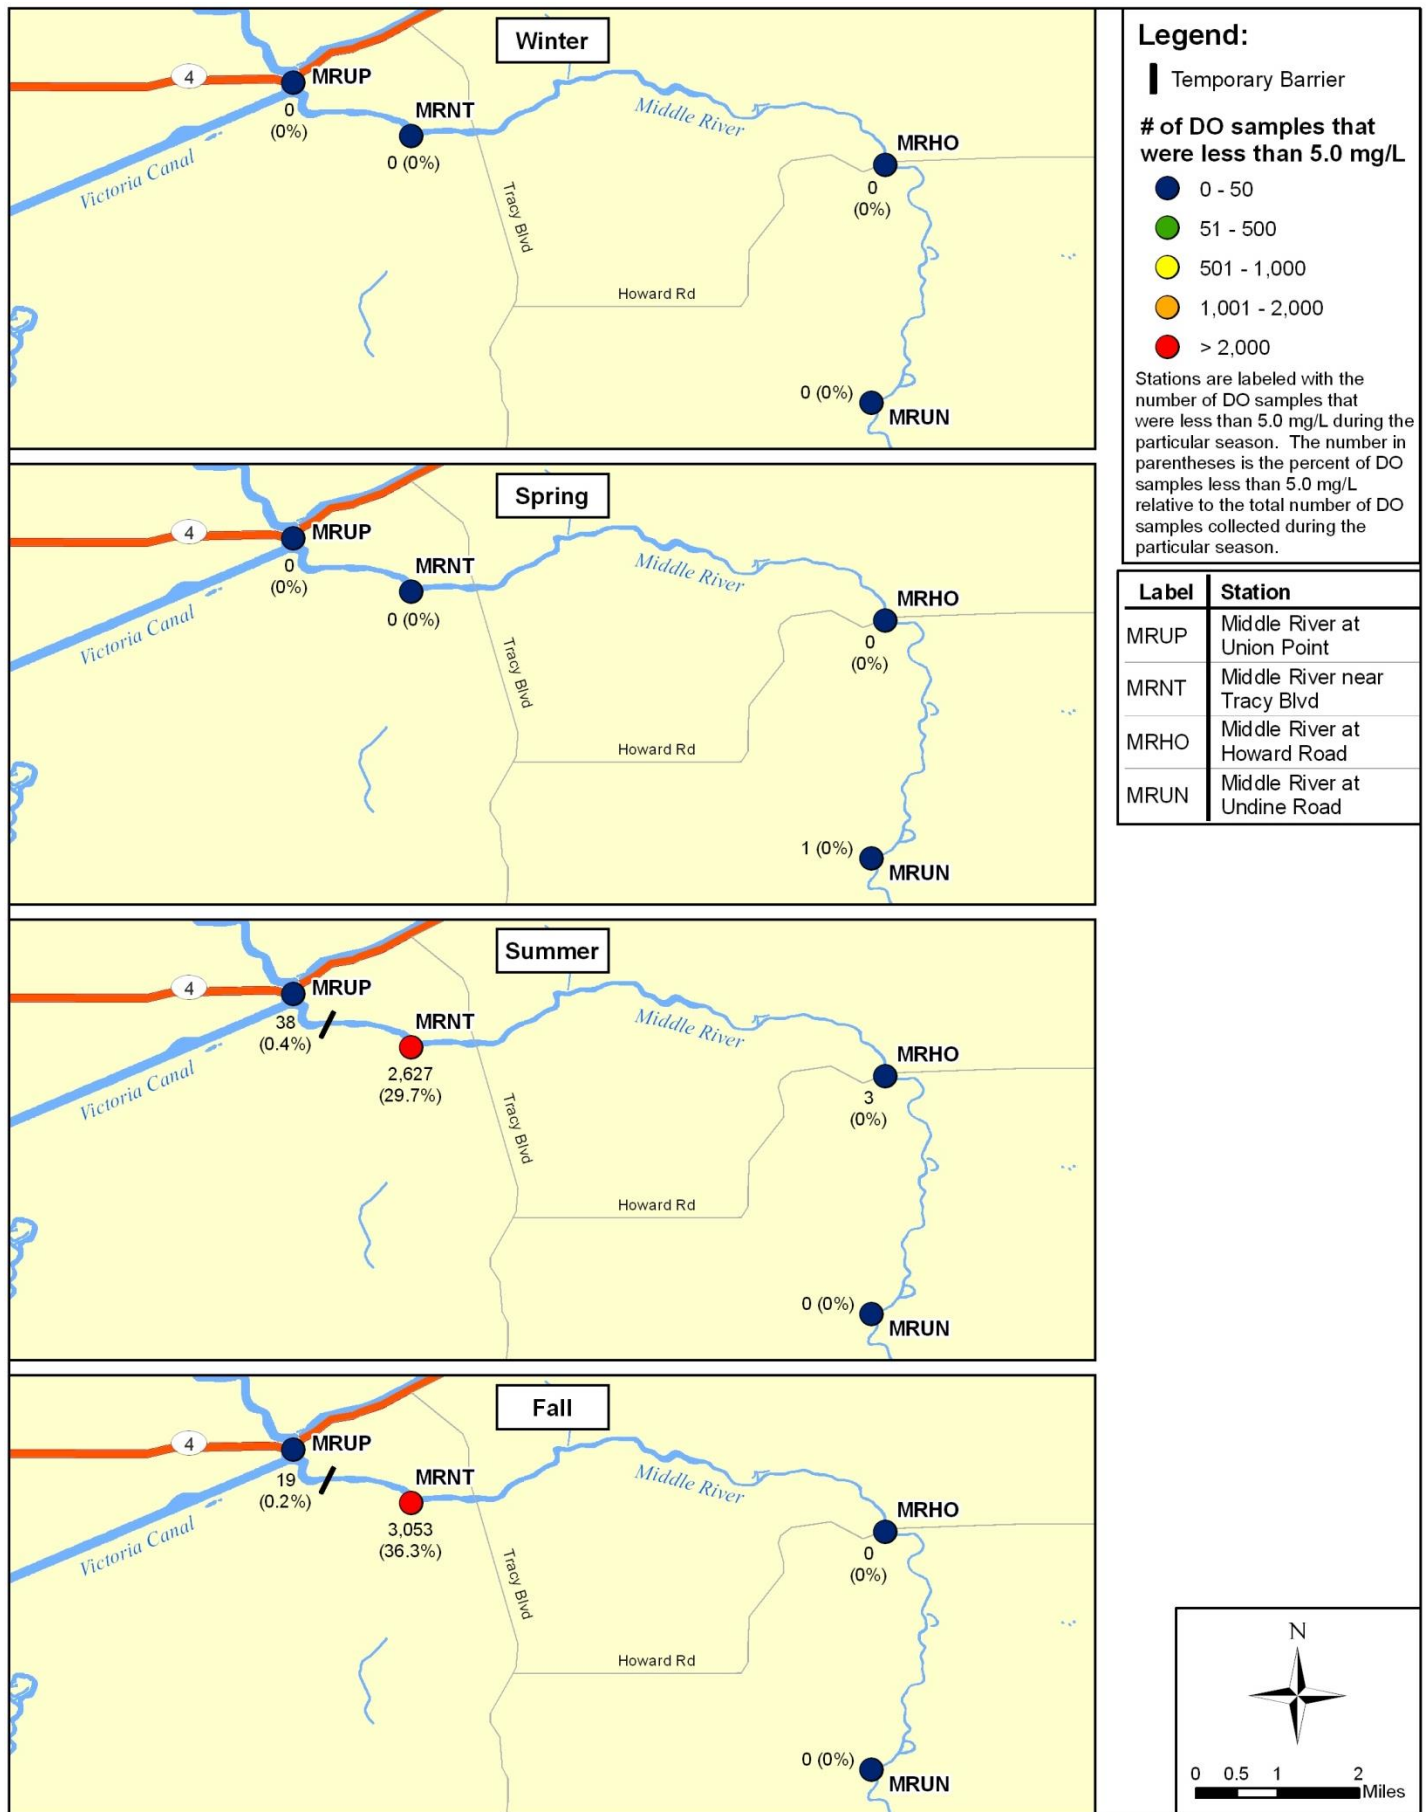 Winter
4
MRUP
0
(0%)
MRNT
0 (0%)
Victoria Canal
Middle River
Tracy Blvd
Howard Rd
MRHO
0
(0%)
0 (0%)
MRUN
Spring
4
MRUP
0
(0%)
MRNT
0 (0%)
Victoria Canal
Middle River
Tracy Blvd
Howard Rd
MRHO
0
(0%)
1 (0%)
MRUN
Summer
4
MRUP
38
(0.4%)
MRNT
2,627
(29.7%)
Victoria Canal
Middle River
Tracy Blvd
Howard Rd
MRHO
3
(0%)
0 (0%)
MRUN
Fall
4
MRUP
19
(0.2%)
MRNT
3,053
(36.3%)
Victoria Canal
Middle River
Tracy Blvd
Howard Rd
MRHO
0
(0%)
0 (0%)
MRUN
Legend:
Temporary Barrier
# of DO samples that
were less than 5.0 mg/L
0 - 50
51 - 500
501 - 1,000
1,001 - 2,000
> 2,000
Stations are labeled with the
number of DO samples that
were less than 5.0 mg/L during the
particular season. The number in
parentheses is the percent of DO
samples less than 5.0 mg/L
relative to the total number of DO
samples collected during the
particular season.
Label Station
MRUP Middle River at
Union Point
MRNT Middle River near
Tracy Blvd
MRHO Middle River at
Howard Road
MRUN Middle River at
Undine Road
N
0 0.5 1 2
Miles